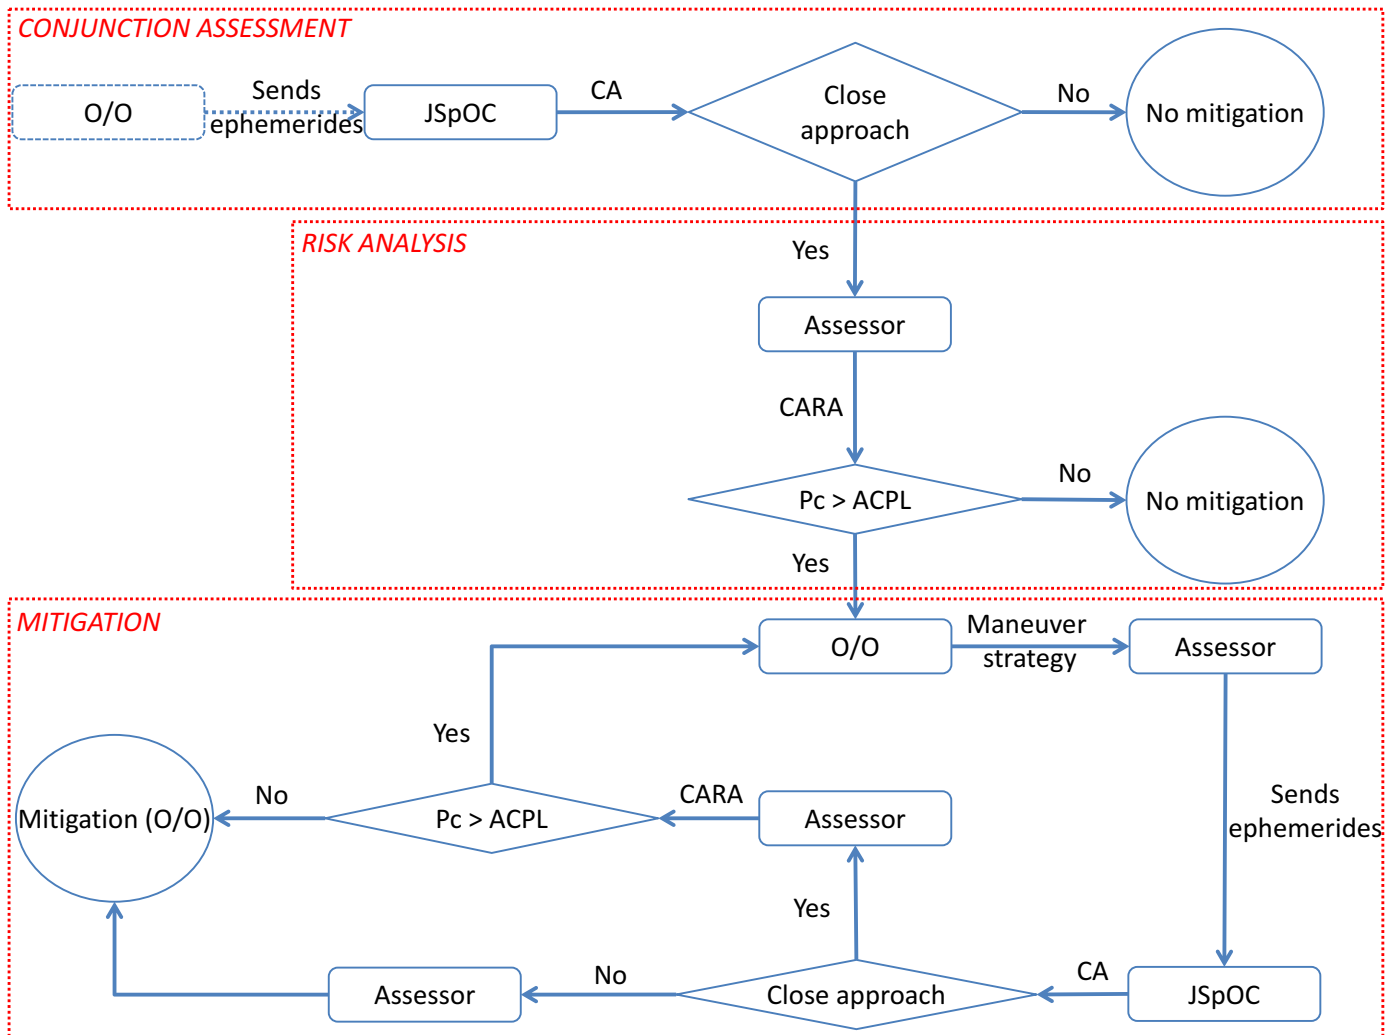 CONJUNCTION ASSESSMENT
O/O
Sends
ephemerides
JSpOC
CA
Close
approach
No
No mitigation
Yes
RISK ANALYSIS
Assessor
CARA
Pc > ACPL
No
No mitigation
Yes
MITIGATION
O/O
Maneuver
strategy
Assessor
Sends
ephemerides
JSpOC
CA
Close approach
Yes
Assessor
CARA
Pc > ACPL
Yes
No
Mitigation (O/O)
No
Assessor